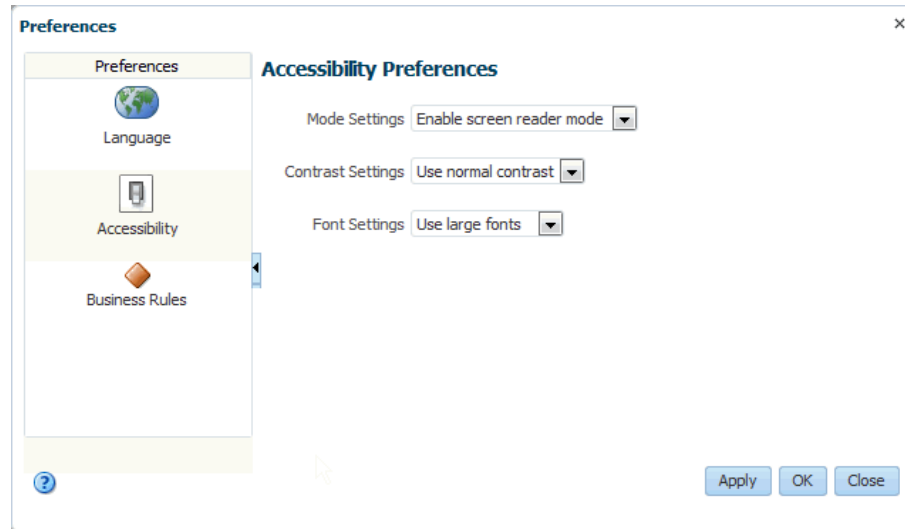 Preferences
Preferences
Language
Accessibility
Business Rules
Accessibility Preferences
Mode Settings Enable screen reader mode
Contrast Settings Use normal contrast
Font Settings Use large fonts
?
Apply OK Close